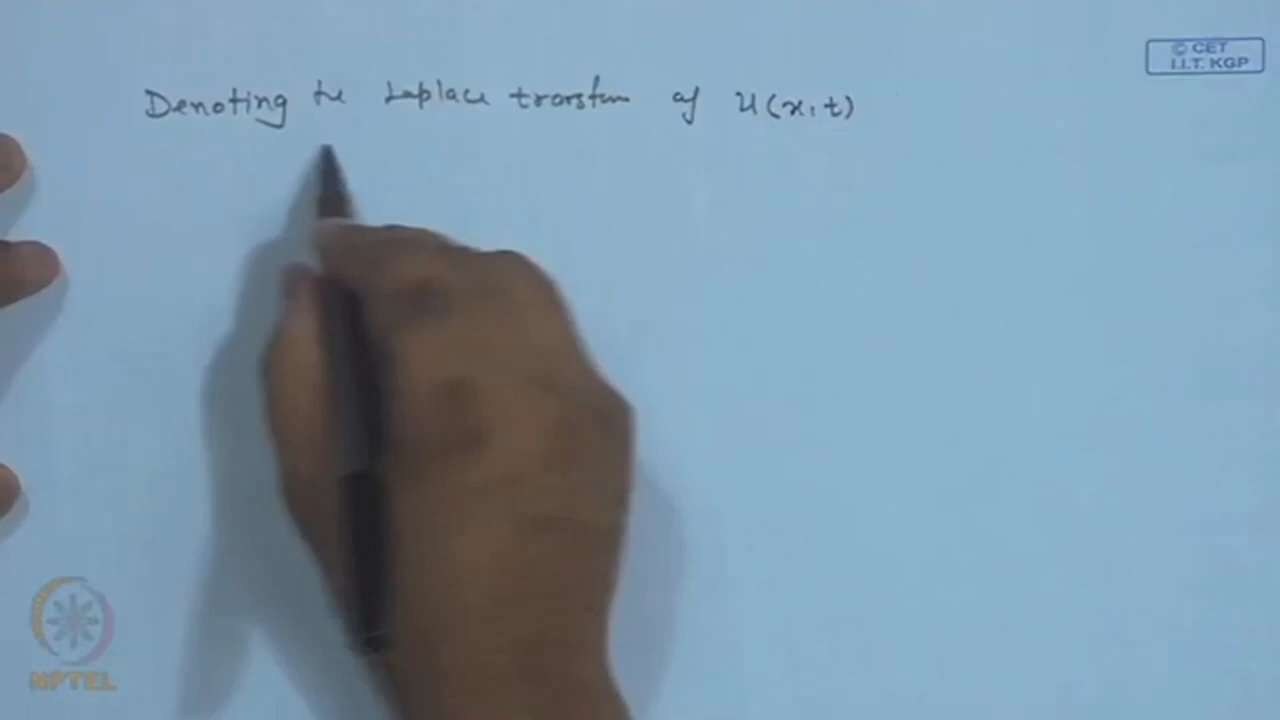 Denoting the Laplace transform of u(x,t)
© CET
I.I.T. KGP
NPTEL